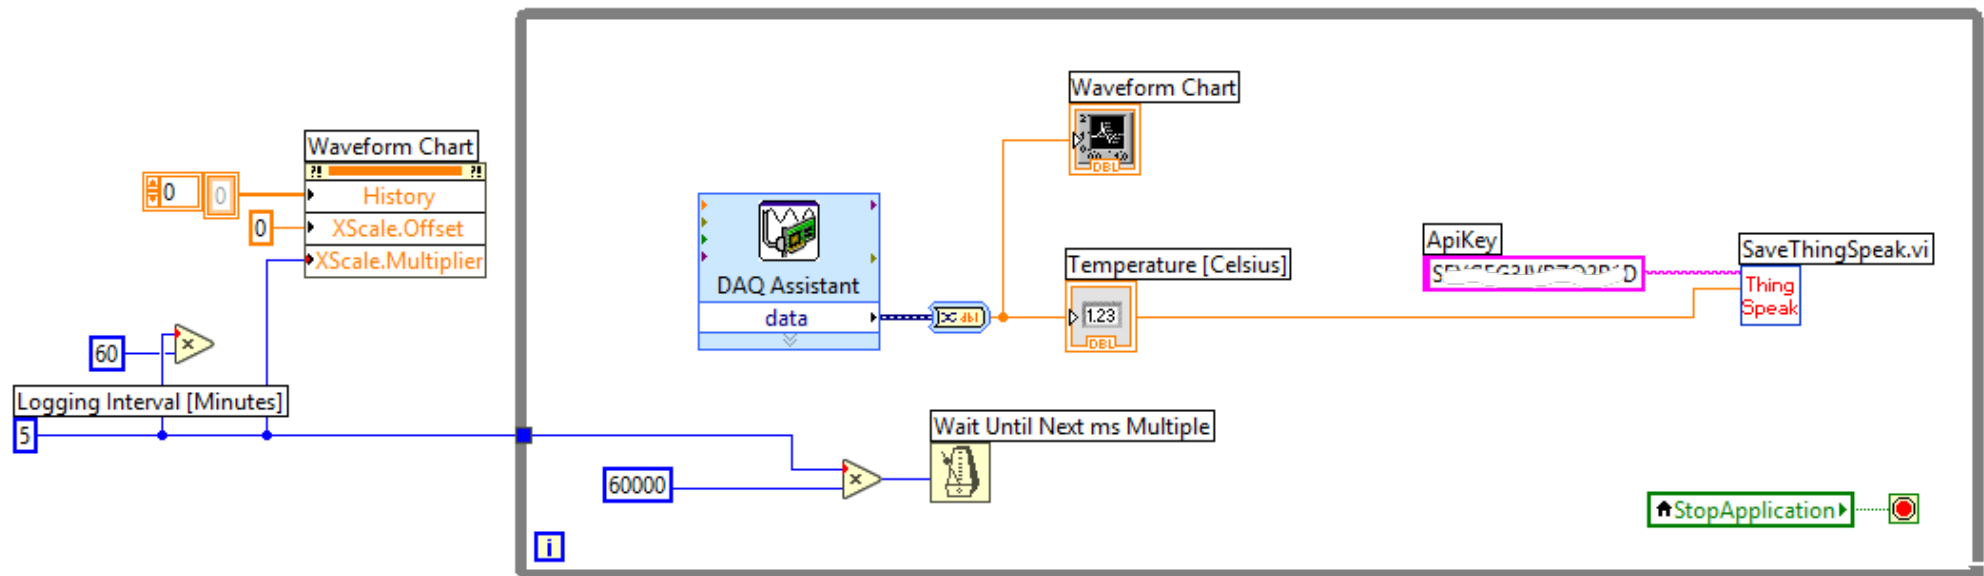 Waveform Chart
?! ?!
0 0 History
0 XScale.Offset
XScale.Multiplier
60 x
Logging Interval [Minutes]
5
Waveform Chart
DBL
DAQ Assistant
data
dbl
Temperature [Celsius]
1.23
DBL
ApiKey
SaveThingSpeak.vi
Thing
Speak
Wait Until Next ms Multiple
60000 x
StopApplication
i